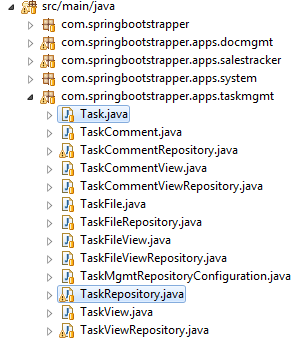 src/main/java
com.springbootstrapper
com.springbootstrapper.apps.docmgmt
com.springbootstrapper.apps.salestracker
com.springbootstrapper.apps.system
com.springbootstrapper.apps.taskmgmt
Task.java
TaskComment.java
TaskCommentRepository.java
TaskCommentView.java
TaskCommentViewRepository.java
TaskFile.java
TaskFileRepository.java
TaskFileView.java
TaskFileViewRepository.java
TaskMgmtRepositoryConfiguration.java
TaskRepository.java
TaskView.java
TaskViewRepository.java